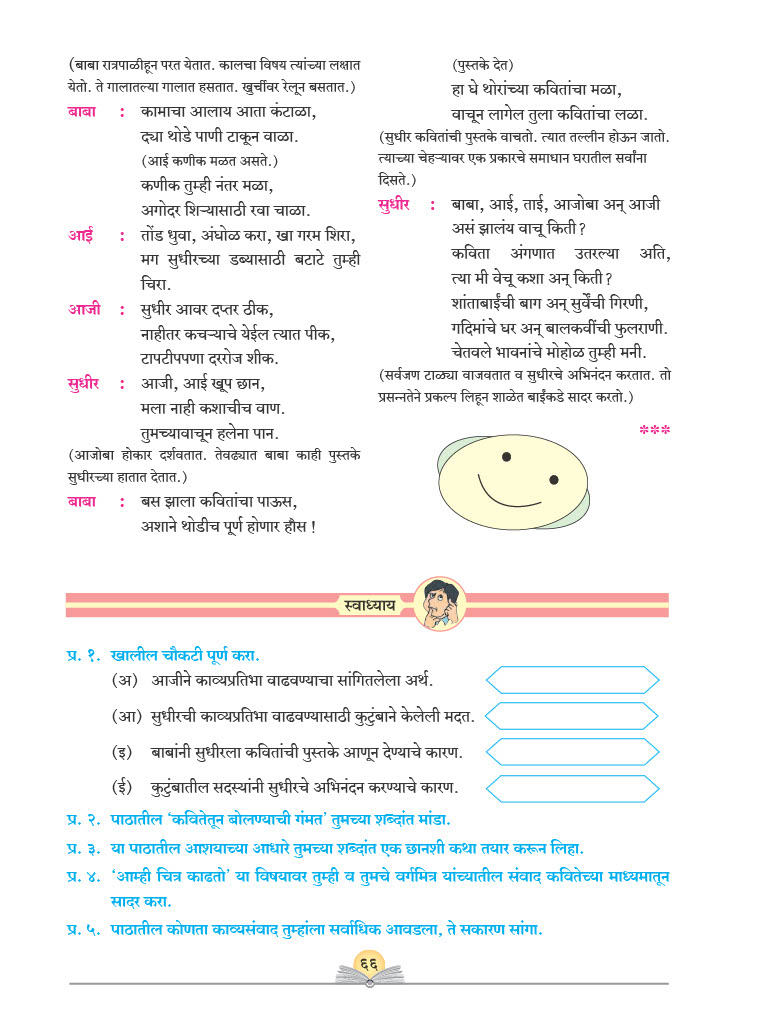 (बाबा रात्रपाळीहून परत येतात. कालचा विषय त्यांच्या लक्षात
येतो. ते गालातल्या गालात हसतात. खुर्चीवर रेलून बसतात.)
बाबा : कामाचा आलाय आता कंटाळा,
द्या थोडे पाणी टाकून वाळा.
(आई कणीक मळत असते.)
कणीक तुम्ही नंतर मळा,
अगोदर शिऱ्यासाठी रवा चाळा.
आई : तोंड धुवा, अंघोळ करा, खा गरम शिरा,
मग सुधीरच्या डब्यासाठी बटाटे तुम्ही
चिरा.
आजी : सुधीर आवर दप्तर ठीक,
नाहीतर कचऱ्याचे येईल त्यात पीक,
टापटीपपणा दररोज शीक.
सुधीर : आजी, आई खूप छान,
मला नाही कशाचीच वाण.
तुमच्यावाचून हलेना पान.
(आजोबा होकार दर्शवतात. तेवढ्यात बाबा काही पुस्तके
सुधीरच्या हातात देतात.)
बाबा : बस झाला कवितांचा पाऊस,
अशाने थोडीच पूर्ण होणार हौस !
(पुस्तके देत)
हा घे थोरांच्या कवितांचा मळा,
वाचून लागेल तुला कवितांचा लळा.
(सुधीर कवितांची पुस्तके वाचतो. त्यात तल्लीन होऊन जातो.
त्याच्या चेहऱ्यावर एक प्रकारचे समाधान घरातील सर्वांना
दिसते.)
सुधीर : बाबा, आई, ताई, आजोबा अन् आजी
असं झालंय वाचू किती?
कविता अंगणात उतरल्या अति,
त्या मी वेचू कशा अन् किती?
शांताबाईंची बाग अन् सुर्वेंची गिरणी,
गदिमांचे घर अन् बालकवींची फुलराणी.
चेतवले भावनांचे मोहोळ तुम्ही मनी.
(सर्वजण टाळ्या वाजवतात व सुधीरचे अभिनंदन करतात. तो
प्रसन्नतेने प्रकल्प लिहून शाळेत बाईंकडे सादर करतो.)
***
स्वाध्याय
प्र. १. खालील चौकटी पूर्ण करा.
(अ) आजीने काव्यप्रतिभा वाढवण्याचा सांगितलेला अर्थ.
(आ) सुधीरची काव्यप्रतिभा वाढवण्यासाठी कुटुंबाने केलेली मदत.
(इ) बाबांनी सुधीरला कवितांची पुस्तके आणून देण्याचे कारण.
(ई) कुटुंबातील सदस्यांनी सुधीरचे अभिनंदन करण्याचे कारण.
प्र. २. पाठातील ‘कवितेतून बोलण्याची गंमत’ तुमच्या शब्दांत मांडा.
प्र. ३. या पाठातील आशयाच्या आधारे तुमच्या शब्दांत एक छानशी कथा तयार करून लिहा.
प्र. ४. ‘आम्ही चित्र काढतो’ या विषयावर तुम्ही व तुमचे वर्गमित्र यांच्यातील संवाद कवितेच्या माध्यमातून
सादर करा.
प्र. ५. पाठातील कोणता काव्यसंवाद तुम्हांला सर्वाधिक आवडला, ते सकारण सांगा.
६६